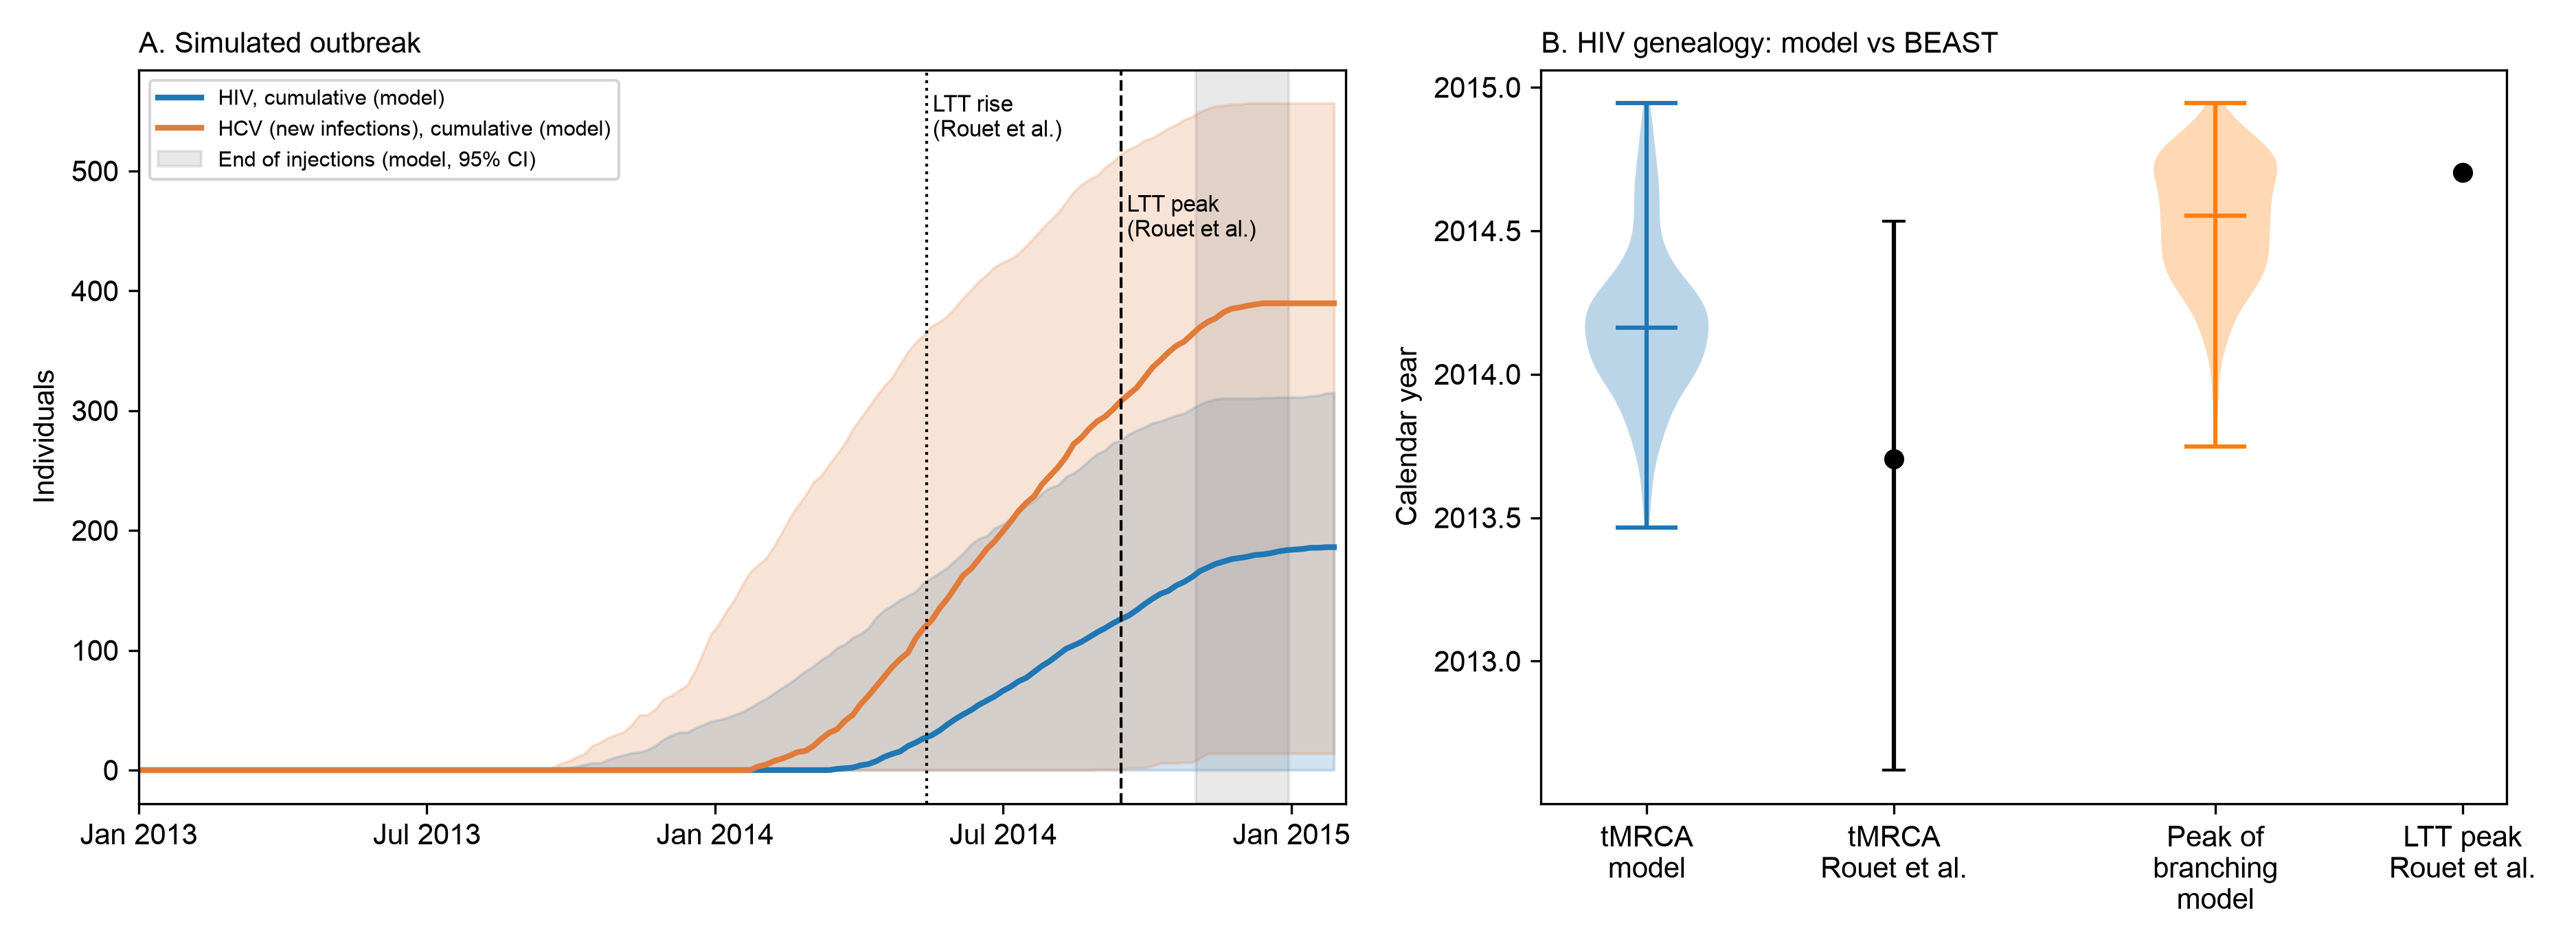 A. Simulated outbreak
HIV, cumulative (model)
HCV (new infections), cumulative (model)
End of injections (model, 95% CI)
LTT rise
(Rouet et al.)
LTT peak
(Rouet et al.)
Individuals
500
400
300
200
100
0
Jan 2013
Jul 2013
Jan 2014
Jul 2014
Jan 2015
B. HIV genealogy: model vs BEAST
Calendar year
2015.0
2014.5
2014.0
2013.5
2013.0
tMRCA
model
tMRCA
Rouet et al.
Peak of
branching
model
LTT peak
Rouet et al.